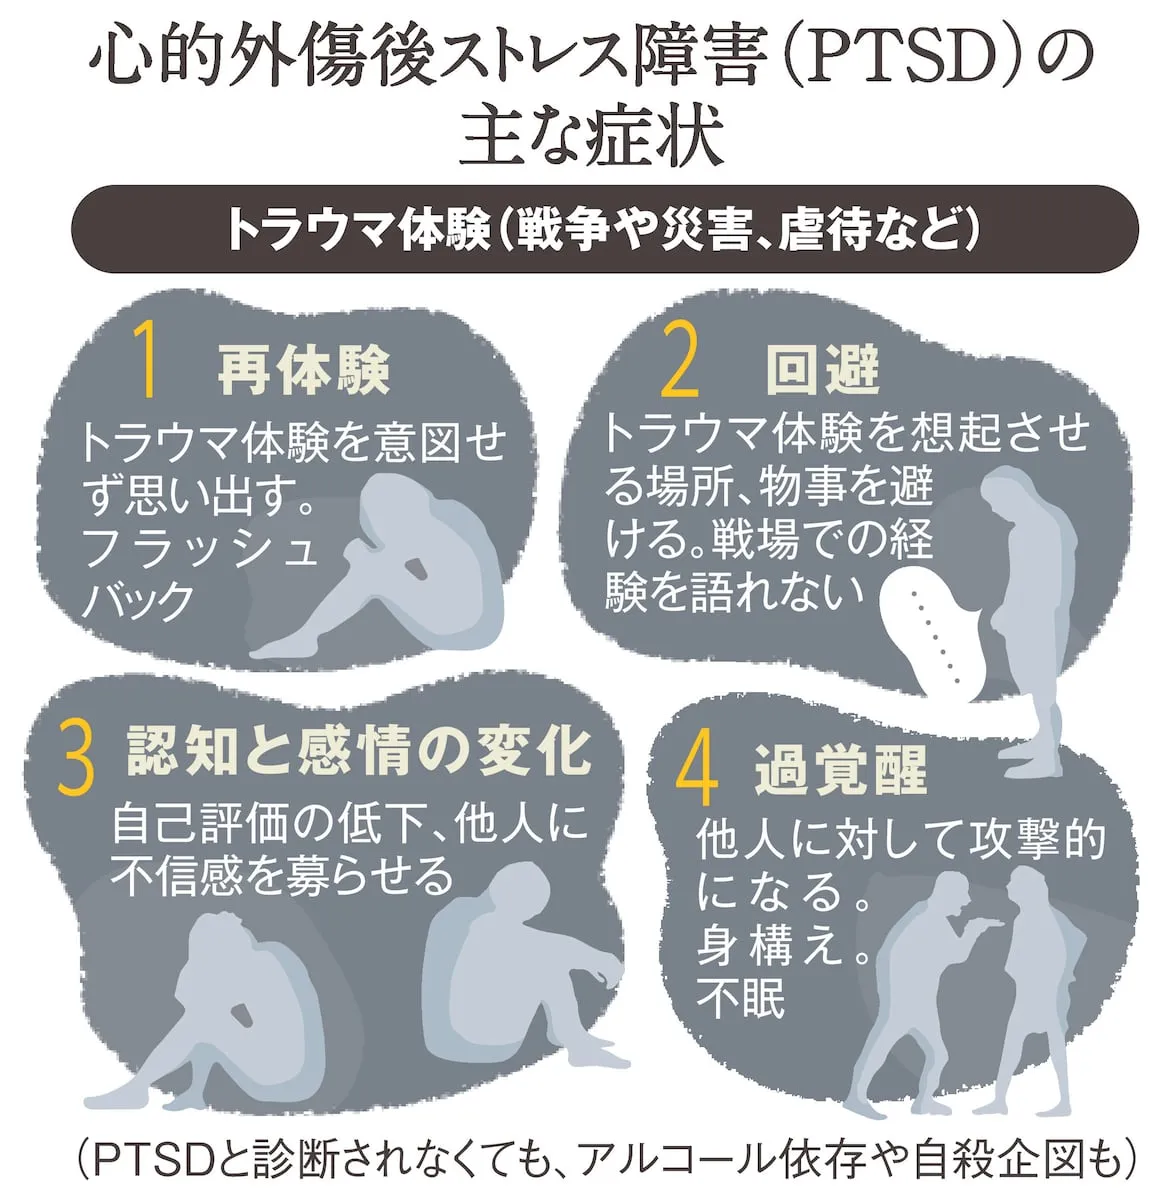 心的外傷後ストレス障害(PTSD)の
主な症状
トラウマ体験(戦争や災害、虐待など)
1 再体験
トラウマ体験を意図せ
ず思い出す。
フラッシュ
バック
2 回避
トラウマ体験を想起させ
る場所、物事を避
ける。戦場での経
験を語れない
3 認知と感情の変化
自己評価の低下、他人に
不信感を募らせる
4 過覚醒
他人に対して攻撃的
になる。
身構え。
不眠
(PTSDと診断されなくても、アルコール依存や自殺企図も)